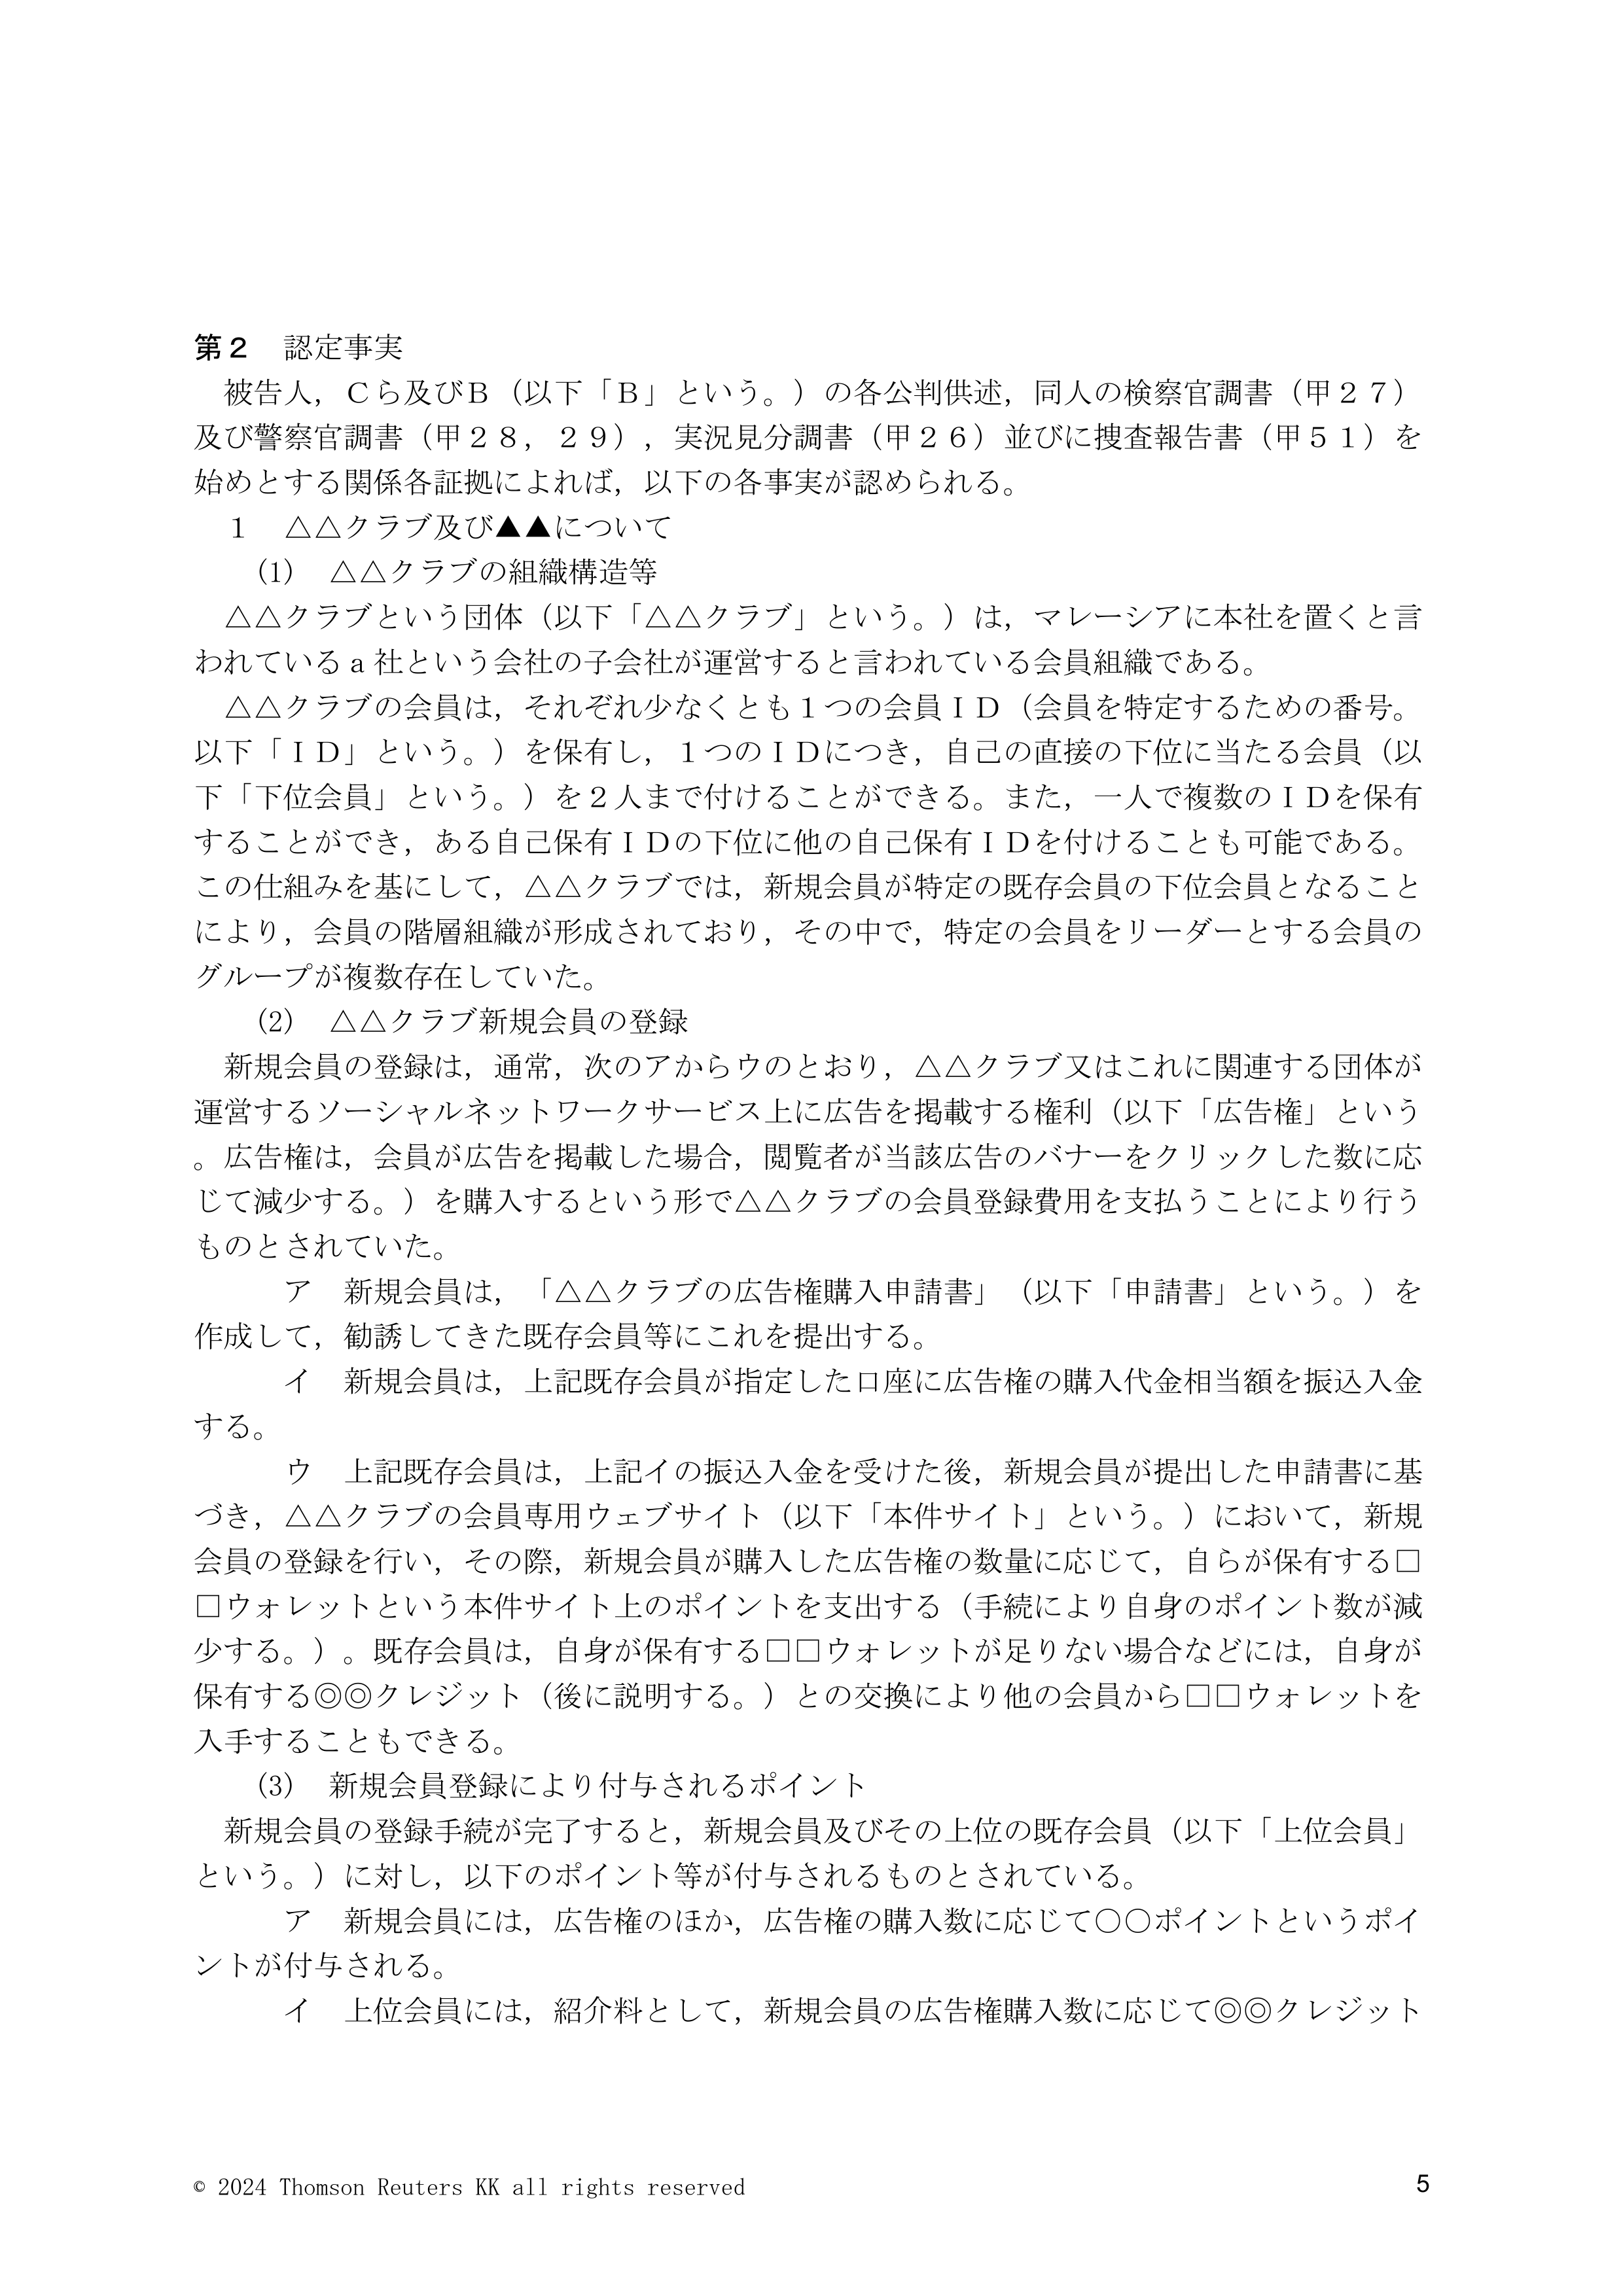 第２　認定事実
　被告人，Ｃら及びＢ（以下「Ｂ」という。）の各公判供述，同人の検察官調書（甲２７）
及び警察官調書（甲２８，２９），実況見分調書（甲２６）並びに捜査報告書（甲５１）を
始めとする関係各証拠によれば，以下の各事実が認められる。
　１　△△クラブ及び▲▲について
　　(1)　△△クラブの組織構造等
　△△クラブという団体（以下「△△クラブ」という。）は，マレーシアに本社を置くと言
われているａ社という会社の子会社が運営すると言われている会員組織である。
　△△クラブの会員は，それぞれ少なくとも１つの会員ＩＤ（会員を特定するための番号。
以下「ＩＤ」という。）を保有し，１つのＩＤにつき，自己の直接の下位に当たる会員（以
下「下位会員」という。）を２人まで付けることができる。また，一人で複数のＩＤを保有
することができ，ある自己保有ＩＤの下位に他の自己保有ＩＤを付けることも可能である。
この仕組みを基にして，△△クラブでは，新規会員が特定の既存会員の下位会員となること
により，会員の階層組織が形成されており，その中で，特定の会員をリーダーとする会員の
グループが複数存在していた。
　　(2)　△△クラブ新規会員の登録
　新規会員の登録は，通常，次のアからウのとおり，△△クラブ又はこれに関連する団体が
運営するソーシャルネットワークサービス上に広告を掲載する権利（以下「広告権」という
。広告権は，会員が広告を掲載した場合，閲覧者が当該広告のバナーをクリックした数に応
じて減少する。）を購入するという形で△△クラブの会員登録費用を支払うことにより行う
ものとされていた。
　　　ア　新規会員は，「△△クラブの広告権購入申請書」（以下「申請書」という。）を
作成して，勧誘してきた既存会員等にこれを提出する。
　　　イ　新規会員は，上記既存会員が指定した口座に広告権の購入代金相当額を振込入金
する。
　　　ウ　上記既存会員は，上記イの振込入金を受けた後，新規会員が提出した申請書に基
づき，△△クラブの会員専用ウェブサイト（以下「本件サイト」という。）において，新規
会員の登録を行い，その際，新規会員が購入した広告権の数量に応じて，自らが保有する□
□ウォレットという本件サイト上のポイントを支出する（手続により自身のポイント数が減
少する。）。既存会員は，自身が保有する□□ウォレットが足りない場合などには，自身が
保有する◎◎クレジット（後に説明する。）との交換により他の会員から□□ウォレットを
入手することもできる。
　　(3)　新規会員登録により付与されるポイント
　新規会員の登録手続が完了すると，新規会員及びその上位の既存会員（以下「上位会員」
という。）に対し，以下のポイント等が付与されるものとされている。
　　　ア　新規会員には，広告権のほか，広告権の購入数に応じて○○ポイントというポイ
ントが付与される。
　　　イ　上位会員には，紹介料として，新規会員の広告権購入数に応じて◎◎クレジット
© 2024 Thomson Reuters KK all rights reserved
5